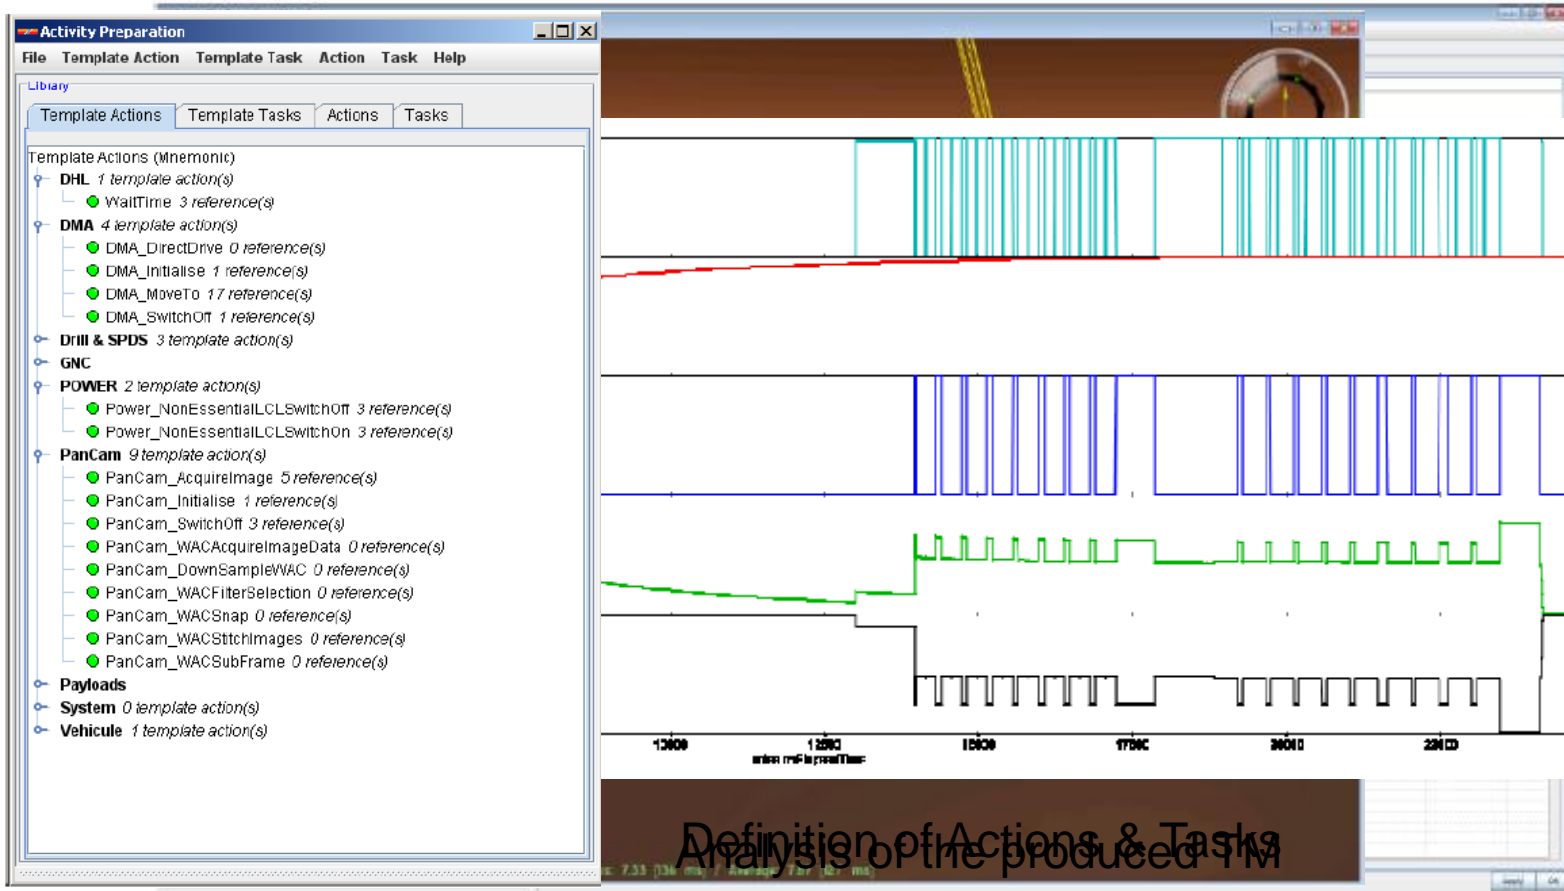 Activity Preparation
File Template Action Template Task Action Task Help
Library
Template Actions Template Tasks Actions Tasks
Template Actions (Mnemonic)
DHL 1 template action(s)
WaitTime 3 reference(s)
DMA 4 template action(s)
DMA_DirectDrive 0 reference(s)
DMA_Initialise 1 reference(s)
DMA_MoveTo 17 reference(s)
DMA_SwitchOff 1 reference(s)
Drill & SPDS 3 template action(s)
GNC
POWER 2 template action(s)
Power_NonEssentialLCLSwitchOff 3 reference(s)
Power_NonEssentialLCLSwitchOn 3 reference(s)
PanCam 9 template action(s)
PanCam_AcquireImage 5 reference(s)
PanCam_Initialise 1 reference(s)
PanCam_SwitchOff 3 reference(s)
PanCam_WACAcquireImageData 0 reference(s)
PanCam_DownSampleWAC 0 reference(s)
PanCam_WACFilterSelection 0 reference(s)
PanCam_WACSnap 0 reference(s)
PanCam_WACStitchImages 0 reference(s)
PanCam_WACSubFrame 0 reference(s)
Payloads
System 0 template action(s)
Vehicule 1 template action(s)
Definition of Actions & Tasks
Analysis of the produced TM